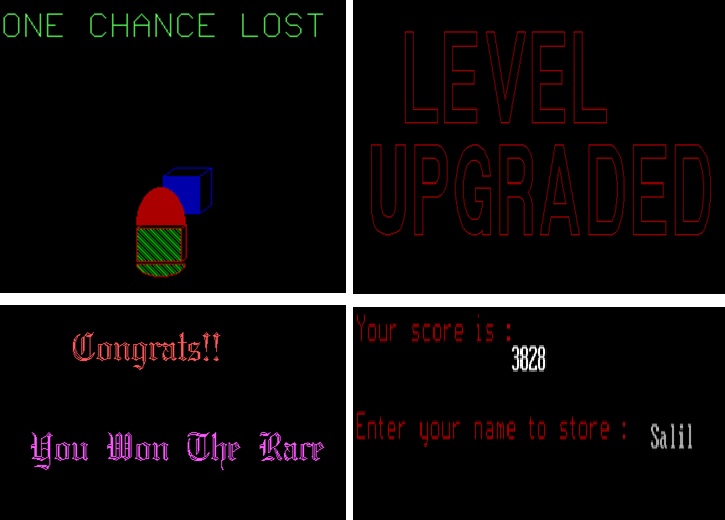 ONE CHANCE LOST
LEVEL
UPGRADED
Congrats!!
You Won The Race
Your score is :
3828
Enter your name to store : Salil